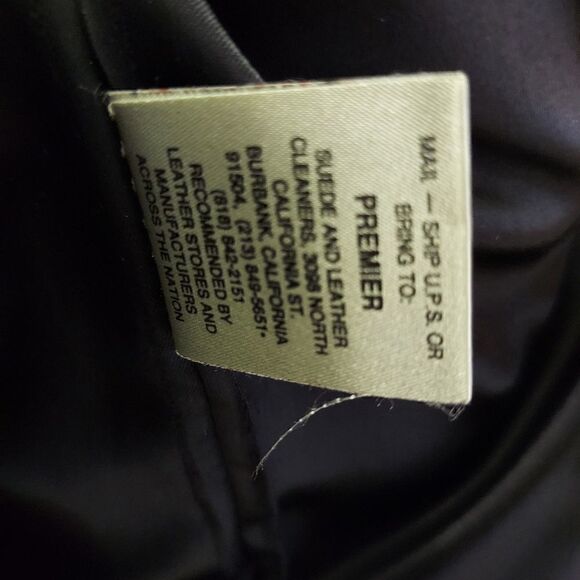 MAIL — SHIP U.P.S. OR
BRING TO:
PREMIER
SUEDE AND LEATHER
CLEANERS, 3096 NORTH
CALIFORNIA ST.
BURBANK, CALIFORNIA
91504, (213) 849-5651•
(818) 842-2151
RECOMMENDED BY
LEATHER STORES AND
MANUFACTURERS
ACROSS THE NATION